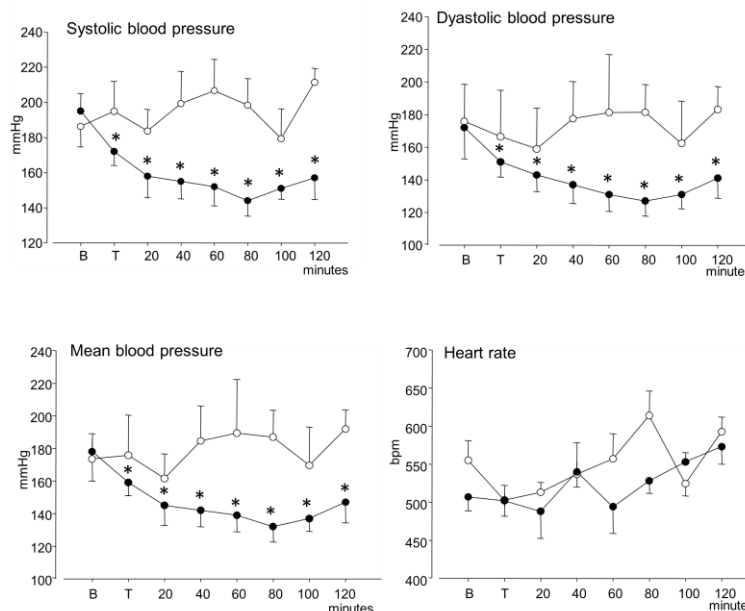 Systolic blood pressure
240
220
200
180
160
140
120
mmHg
* * * * * * *
B T 20 40 60 80 100 120
minutes
Dyastolic blood pressure
240
220
200
180
160
140
120
100
mmHg
* * * * * * *
B T 20 40 60 80 100 120
minutes
Mean blood pressure
240
220
200
180
160
140
120
100
mmHg
* * * * * * *
B T 20 40 60 80 100 120
minutes
Heart rate
700
650
600
550
500
450
400
bpm
B T 20 40 60 80 100 120
minutes